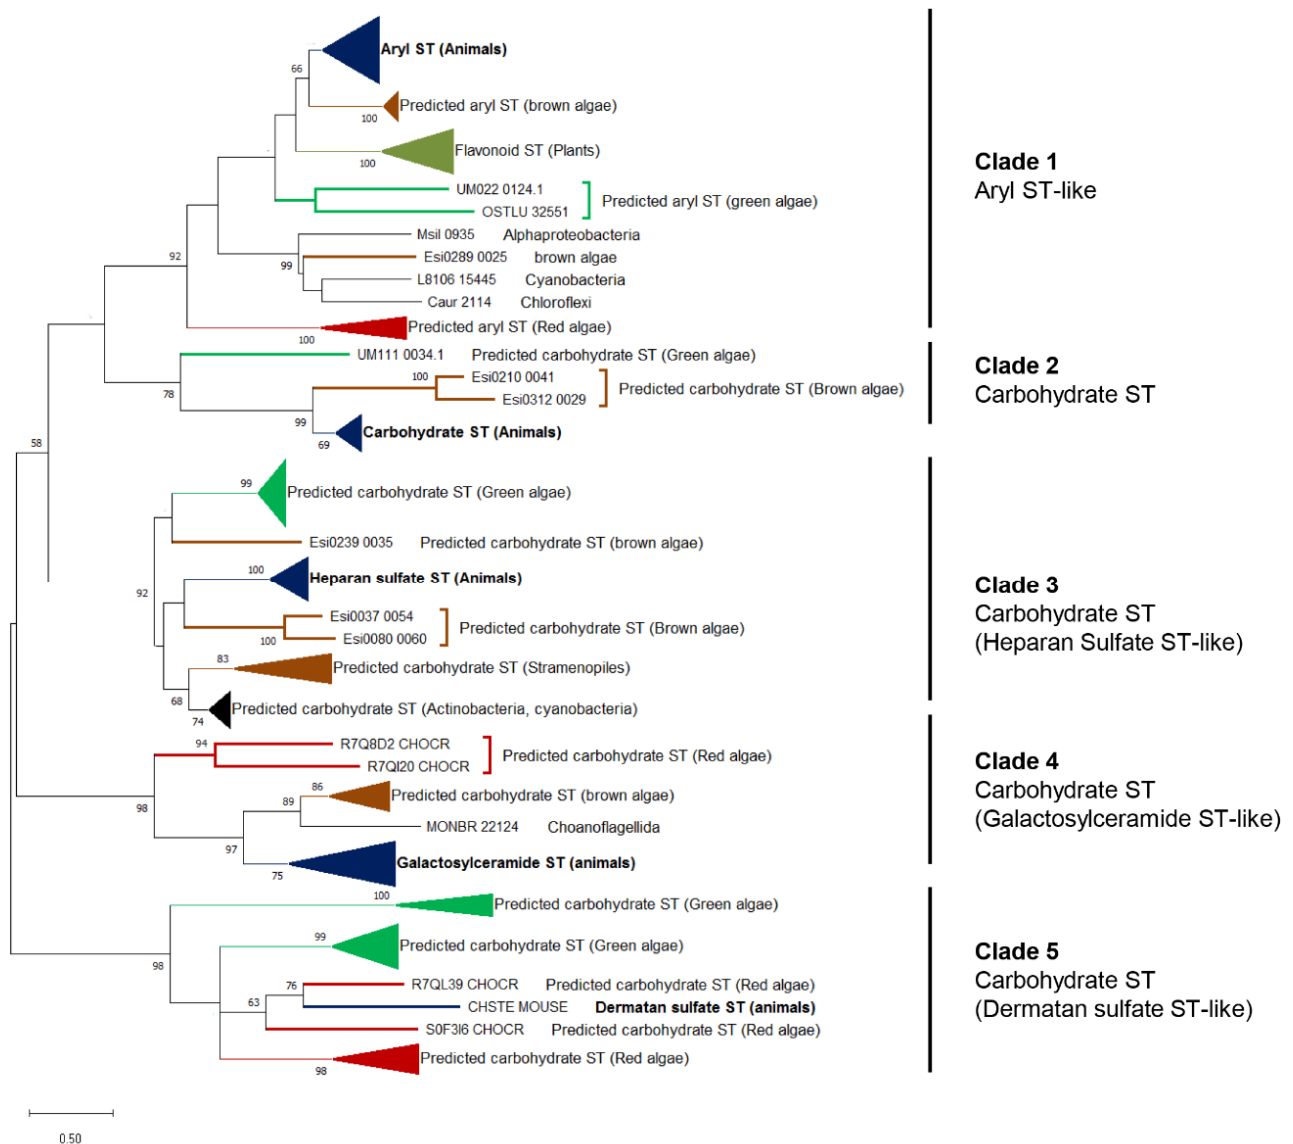 Aryl ST (Animals)
66
Predicted aryl ST (brown algae)
100
Flavonoid ST (Plants)
100
UM022 0124.1
Predicted aryl ST (green algae)
OSTLU 32551
Msil 0935 Alphaproteobacteria
92
Esi0289 0025 brown algae
99
L8106 15445 Cyanobacteria
Caur 2114 Chloroflexi
Predicted aryl ST (Red algae)
100
Clade 1
Aryl ST-like
UM111 0034.1 Predicted carbohydrate ST (Green algae)
100
Esi0210 0041
Predicted carbohydrate ST (Brown algae)
78
Esi0312 0029
99
Carbohydrate ST (Animals)
69
Clade 2
Carbohydrate ST
58
99
Predicted carbohydrate ST (Green algae)
Esi0239 0035 Predicted carbohydrate ST (brown algae)
100
Heparan sulfate ST (Animals)
92
Esi0037 0054
Predicted carbohydrate ST (Brown algae)
100
Esi0080 0060
83
Predicted carbohydrate ST (Stramenopiles)
68
Predicted carbohydrate ST (Actinobacteria, cyanobacteria)
74
Clade 3
Carbohydrate ST
(Heparan Sulfate ST-like)
94
R7Q8D2 CHOCR
Predicted carbohydrate ST (Red algae)
R7QI20 CHOCR
86
Predicted carbohydrate ST (brown algae)
98
89
MONBR 22124 Choanoflagellida
97
Galactosylceramide ST (animals)
75
Clade 4
Carbohydrate ST
(Galactosylceramide ST-like)
100
Predicted carbohydrate ST (Green algae)
99
Predicted carbohydrate ST (Green algae)
98
76
R7QL39 CHOCR Predicted carbohydrate ST (Red algae)
63
CHSTE MOUSE Dermatan sulfate ST (animals)
S0F3I6 CHOCR Predicted carbohydrate ST (Red algae)
Predicted carbohydrate ST (Red algae)
98
Clade 5
Carbohydrate ST
(Dermatan sulfate ST-like)
0.50